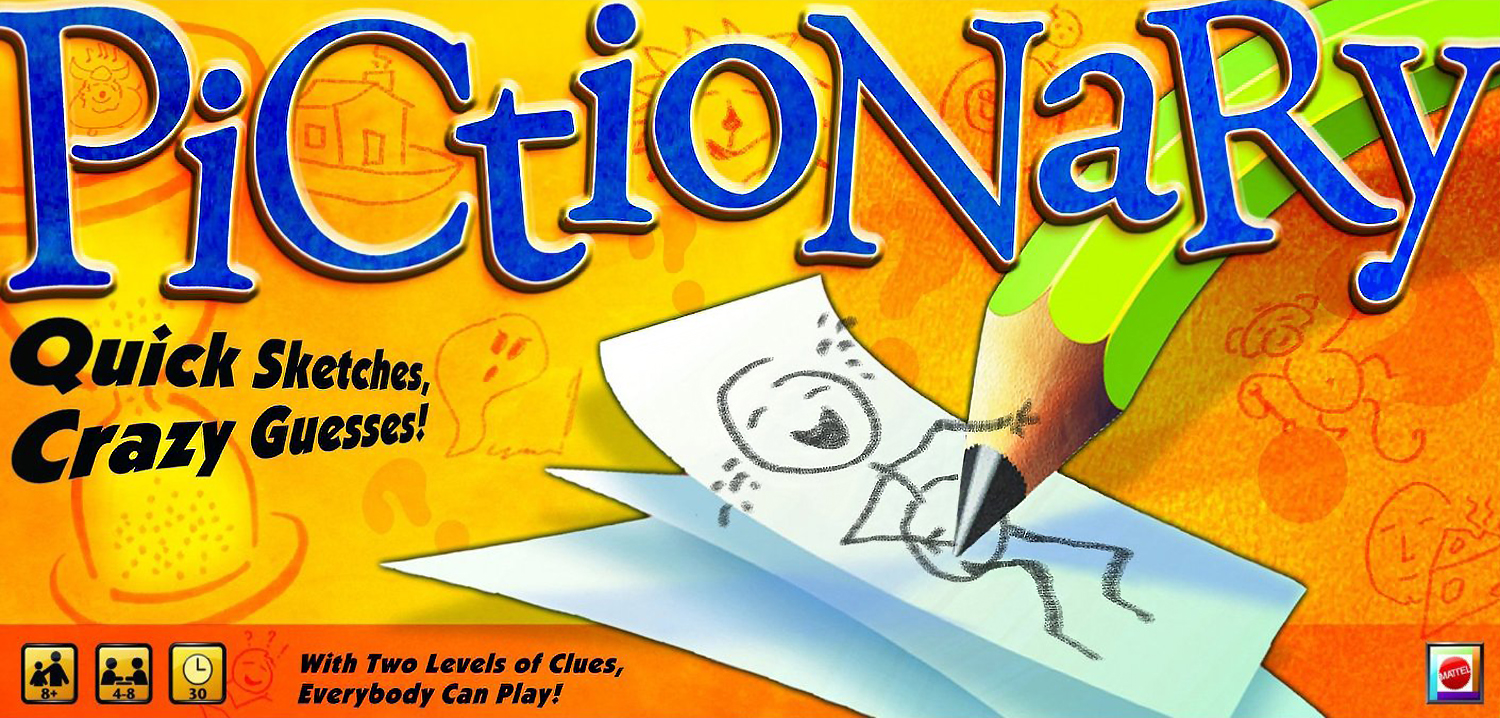 PiCtioNaRy
Quick Sketches,
Crazy Guesses!
8+
4-8
30
With Two Levels of Clues,
Everybody Can Play!
MATTEL